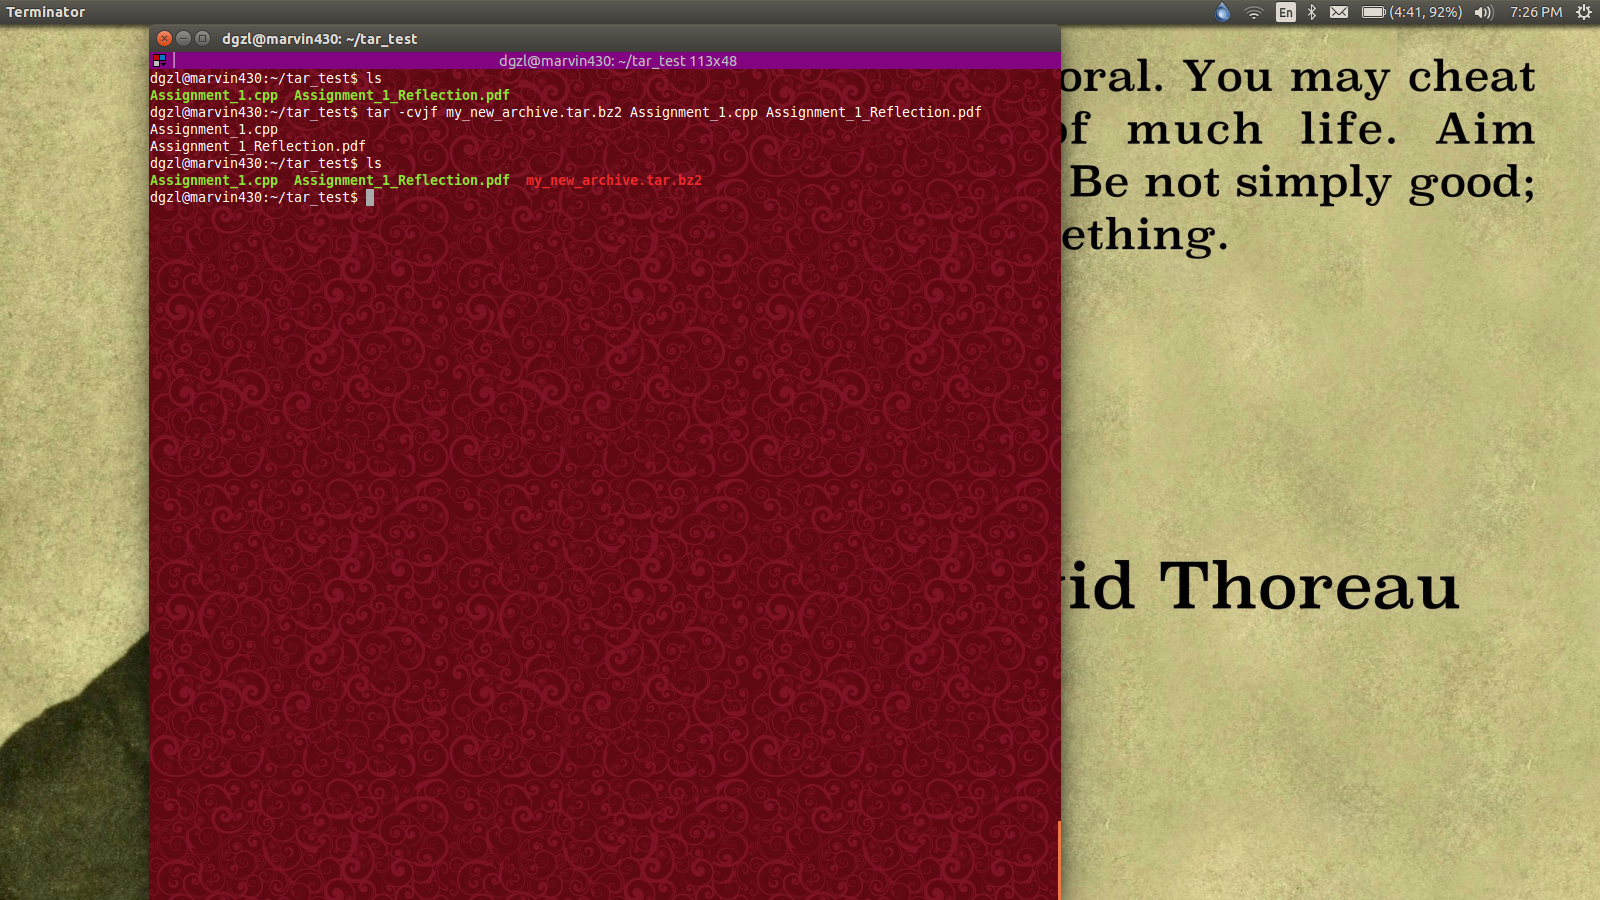 Terminator
En
(4:41, 92%)
7:26 PM
dgzl@marvin430: ~/tar_test
dgzl@marvin430: ~/tar_test 113x48
dgzl@marvin430:~/tar_test$ ls
Assignment_1.cpp  Assignment_1_Reflection.pdf
dgzl@marvin430:~/tar_test$ tar -cvjf my_new_archive.tar.bz2 Assignment_1.cpp Assignment_1_Reflection.pdf
Assignment_1.cpp
Assignment_1_Reflection.pdf
dgzl@marvin430:~/tar_test$ ls
Assignment_1.cpp  Assignment_1_Reflection.pdf  my_new_archive.tar.bz2
dgzl@marvin430:~/tar_test$
oral. You may cheat
of much life. Aim
Be not simply good;
ething.
vid Thoreau